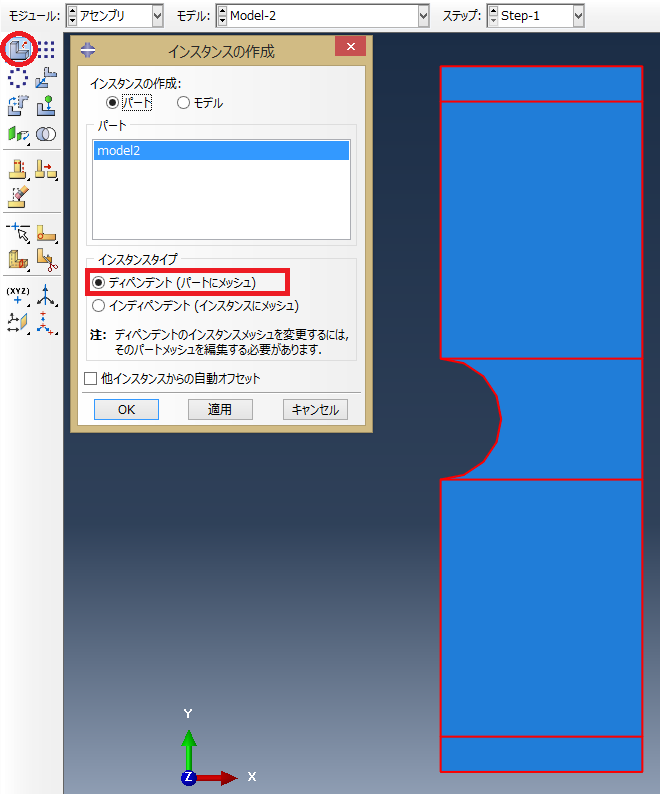 モジュール: アセンブリ モデル: Model-2 ステップ: Step-1
インスタンスの作成
インスタンスの作成:
パート モデル
パート
model2
インスタンスタイプ
ディペンデント (パートにメッシュ)
インディペンデント (インスタンスにメッシュ)
注: ディペンデントのインスタンスメッシュを変更するには,
そのパートメッシュを編集する必要があります.
他インスタンスからの自動オフセット
OK 適用 キャンセル
(XYZ)
Y
Z X